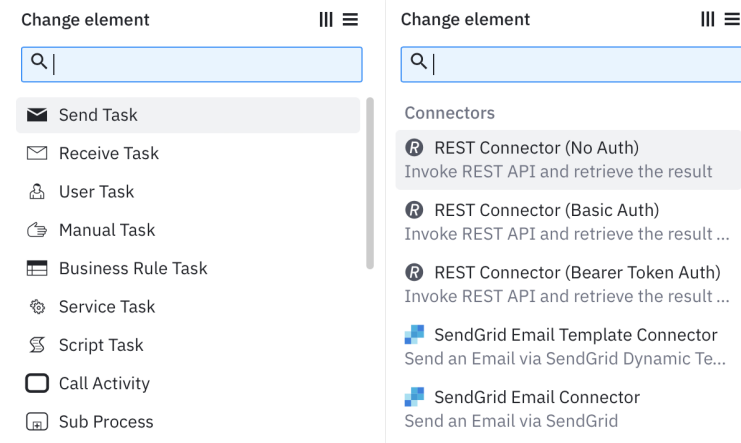 Change element
Send Task
Receive Task
User Task
Manual Task
Business Rule Task
Service Task
Script Task
Call Activity
Sub Process
Change element
Connectors
R REST Connector (No Auth)
Invoke REST API and retrieve the result
R REST Connector (Basic Auth)
Invoke REST API and retrieve the result ...
R REST Connector (Bearer Token Auth)
Invoke REST API and retrieve the result ...
SendGrid Email Template Connector
Send an Email via SendGrid Dynamic Te...
SendGrid Email Connector
Send an Email via SendGrid